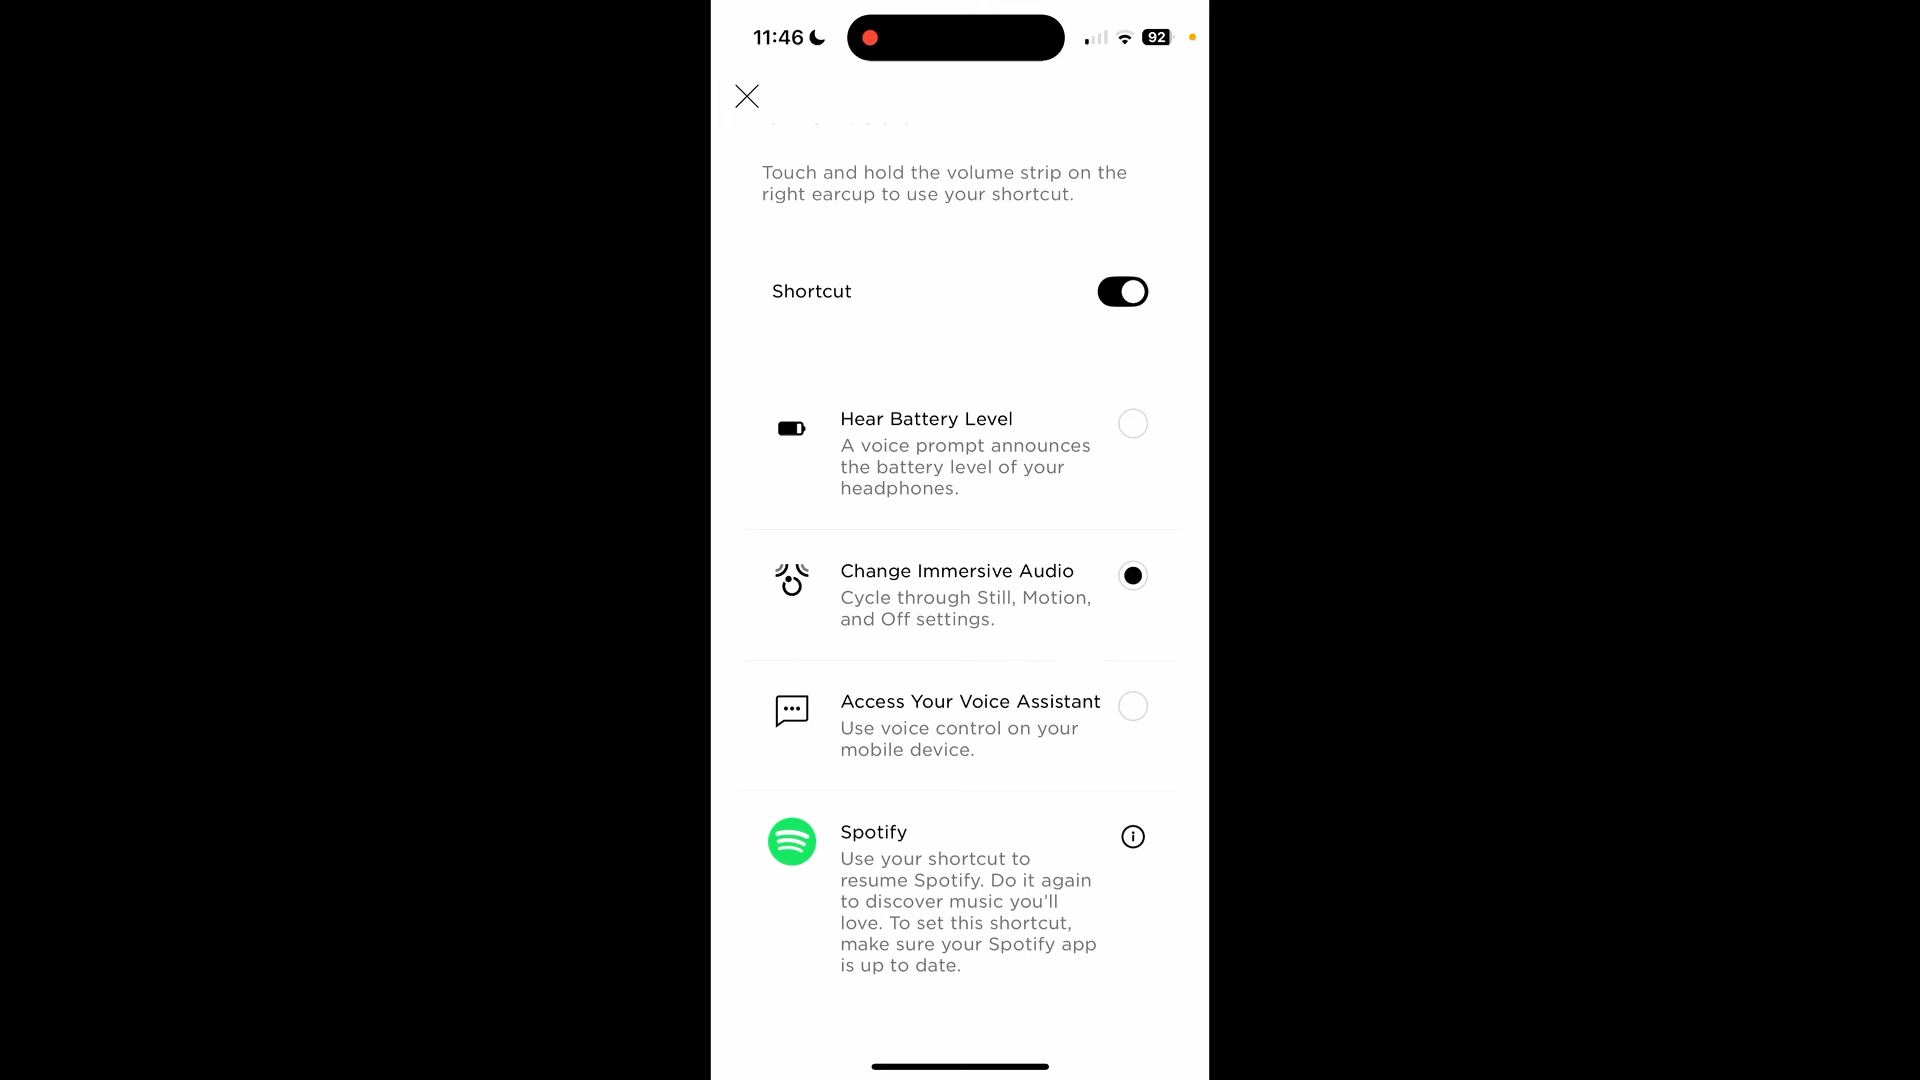 11:46
92
Touch and hold the volume strip on the
right earcup to use your shortcut.
Shortcut
Hear Battery Level
A voice prompt announces
the battery level of your
headphones.
Change Immersive Audio
Cycle through Still, Motion,
and Off settings.
Access Your Voice Assistant
Use voice control on your
mobile device.
Spotify
Use your shortcut to
resume Spotify. Do it again
to discover music you’ll
love. To set this shortcut,
make sure your Spotify app
is up to date.